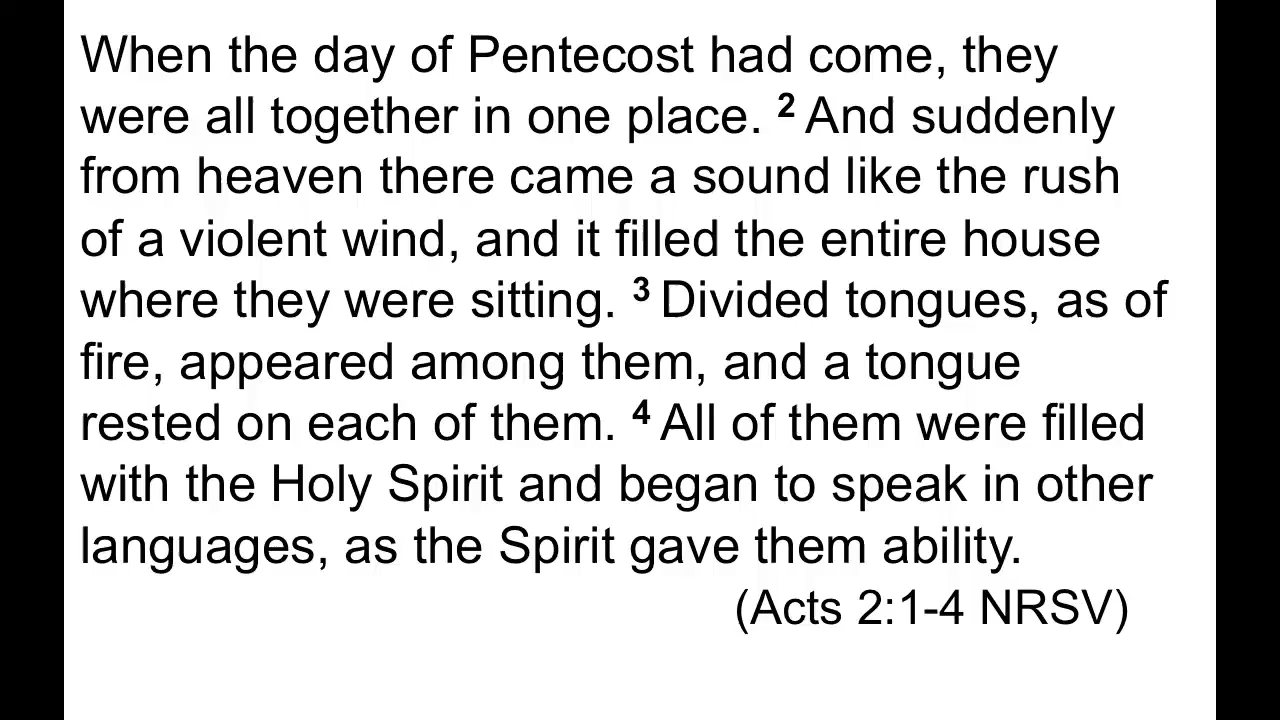 When the day of Pentecost had come, they
were all together in one place. 2 And suddenly
from heaven there came a sound like the rush
of a violent wind, and it filled the entire house
where they were sitting. 3 Divided tongues, as of
fire, appeared among them, and a tongue
rested on each of them. 4 All of them were filled
with the Holy Spirit and began to speak in other
languages, as the Spirit gave them ability.
(Acts 2:1-4 NRSV)